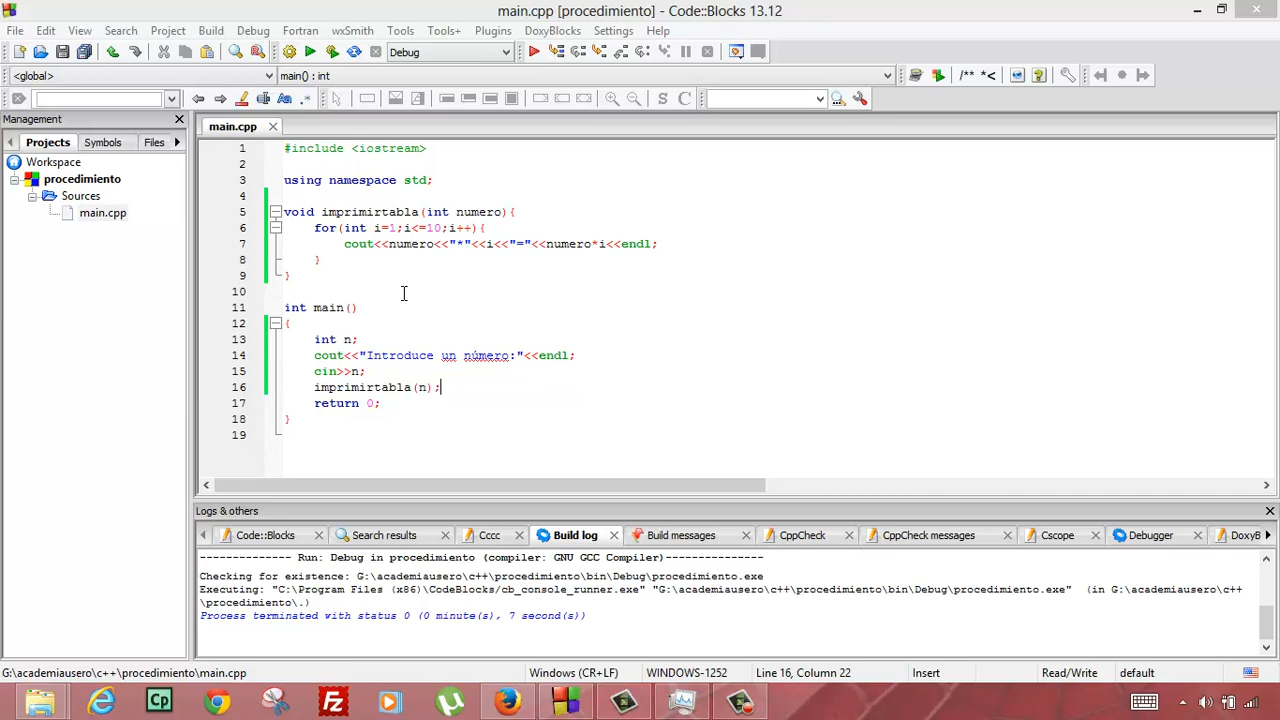 main.cpp [procedimiento] - Code::Blocks 13.12
File Edit View Search Project Build Debug Fortran wxSmith Tools Tools+ Plugins DoxyBlocks Settings Help
Debug
<global> main() : int /** *<
Aa .* S C
Management
Projects Symbols Files
Workspace
procedimiento
Sources
main.cpp
main.cpp
1 #include <iostream>
2
3 using namespace std;
4
5 void imprimirtabla(int numero){
6 for(int i=1;i<=10;i++){
7 cout<<numero<<"*"<<i<<"="<<numero*i<<endl;
8 }
9 }
10
11 int main()
12 {
13 int n;
14 cout<<"Introduce un número:"<<endl;
15 cin>>n;
16 imprimirtabla(n);
17 return 0;
18 }
19
Logs & others
Code::Blocks Search results Cccc Build log Build messages CppCheck CppCheck messages Cscope Debugger DoxyB
-------------- Run: Debug in procedimiento (compiler: GNU GCC Compiler)---------------
Checking for existence: G:\academiausero\c++\procedimiento\bin\Debug\procedimiento.exe
Executing: "C:\Program Files (x86)\CodeBlocks/cb_console_runner.exe" "G:\academiausero\c++\procedimiento\bin\Debug\procedimiento.exe" (in G:\academiausero\c++
\procedimiento\.)
Process terminated with status 0 (0 minute(s), 7 second(s))
G:\academiausero\c++\procedimiento\main.cpp Windows (CR+LF) WINDOWS-1252 Line 16, Column 22 Insert Read/Write default
Cp